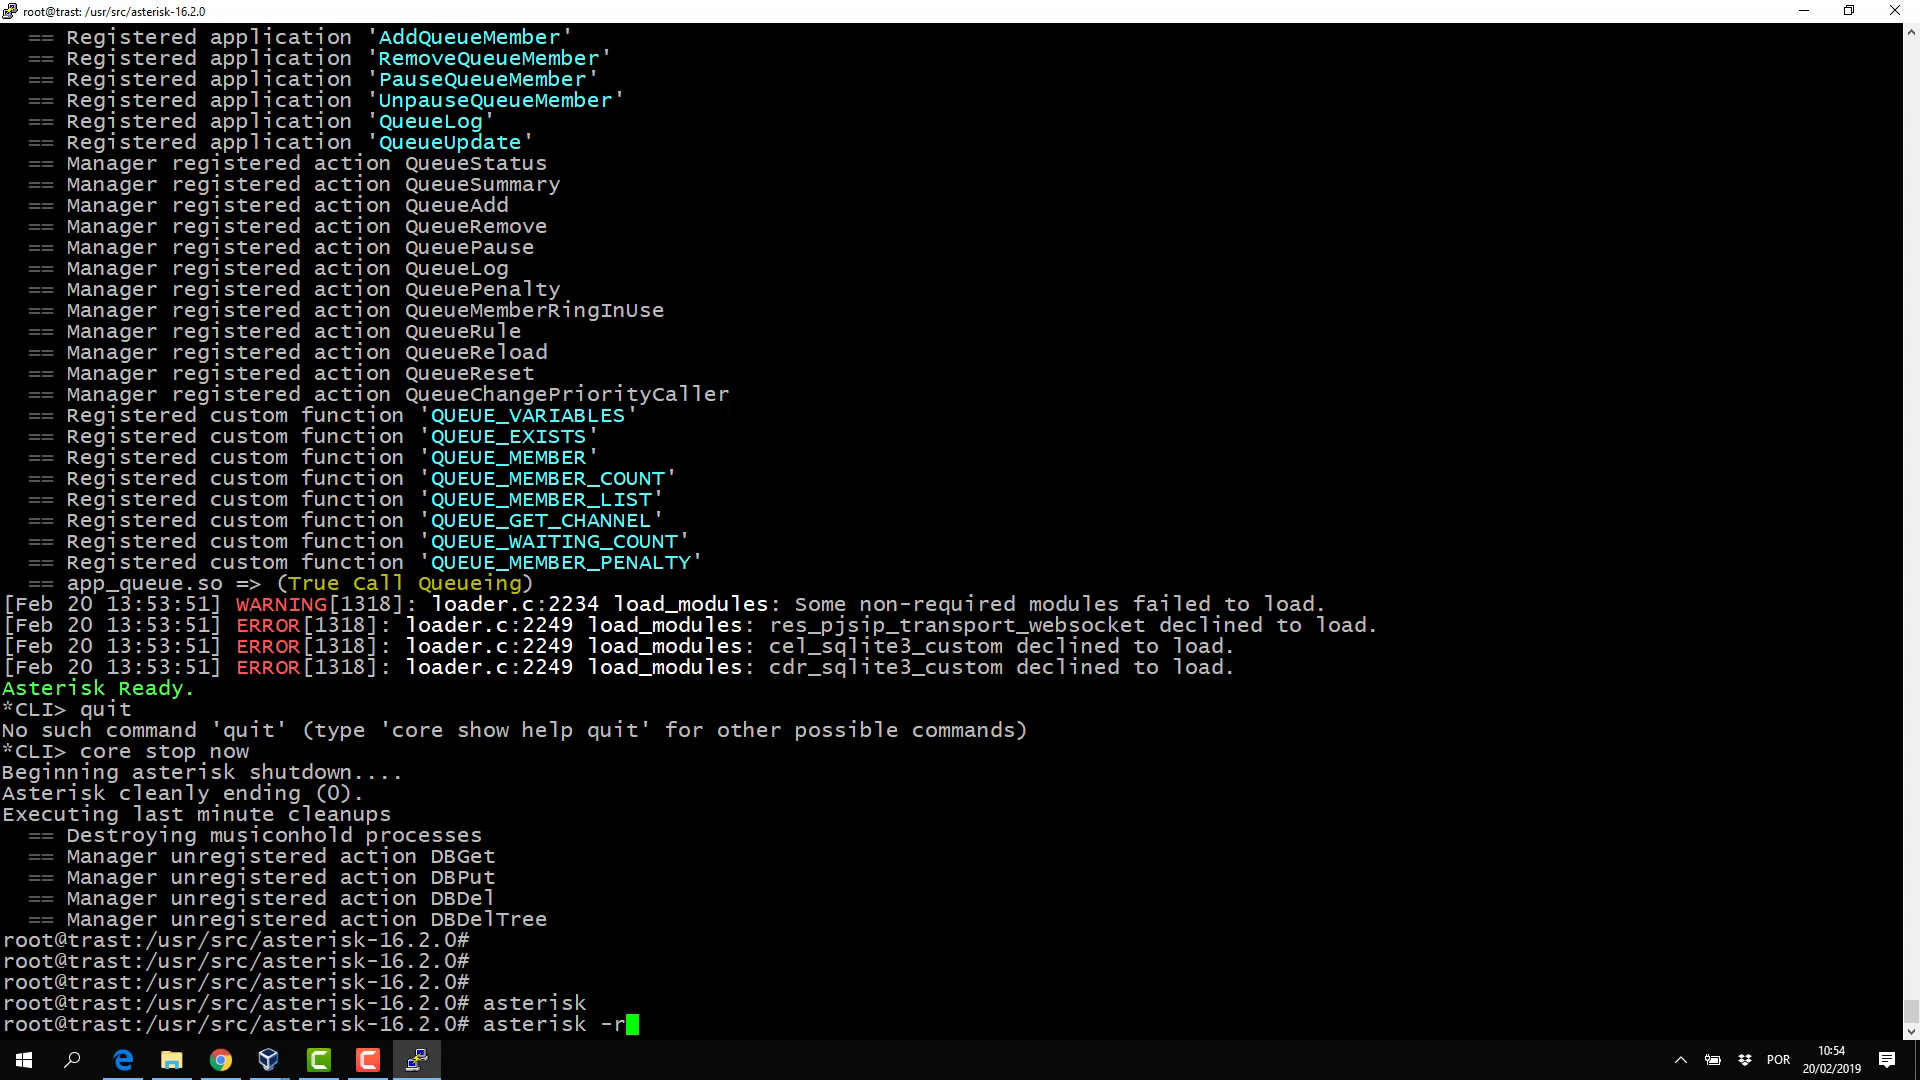 root@trast: /usr/src/asterisk-16.2.0
== Registered application 'AddQueueMember'
== Registered application 'RemoveQueueMember'
== Registered application 'PauseQueueMember'
== Registered application 'UnpauseQueueMember'
== Registered application 'QueueLog'
== Registered application 'QueueUpdate'
== Manager registered action QueueStatus
== Manager registered action QueueSummary
== Manager registered action QueueAdd
== Manager registered action QueueRemove
== Manager registered action QueuePause
== Manager registered action QueueLog
== Manager registered action QueuePenalty
== Manager registered action QueueMemberRingInUse
== Manager registered action QueueRule
== Manager registered action QueueReload
== Manager registered action QueueReset
== Manager registered action QueueChangePriorityCaller
== Registered custom function 'QUEUE_VARIABLES'
== Registered custom function 'QUEUE_EXISTS'
== Registered custom function 'QUEUE_MEMBER'
== Registered custom function 'QUEUE_MEMBER_COUNT'
== Registered custom function 'QUEUE_MEMBER_LIST'
== Registered custom function 'QUEUE_GET_CHANNEL'
== Registered custom function 'QUEUE_WAITING_COUNT'
== Registered custom function 'QUEUE_MEMBER_PENALTY'
== app_queue.so => (True Call Queueing)
[Feb 20 13:53:51] WARNING[1318]: loader.c:2234 load_modules: Some non-required modules failed to load.
[Feb 20 13:53:51] ERROR[1318]: loader.c:2249 load_modules: res_pjsip_transport_websocket declined to load.
[Feb 20 13:53:51] ERROR[1318]: loader.c:2249 load_modules: cel_sqlite3_custom declined to load.
[Feb 20 13:53:51] ERROR[1318]: loader.c:2249 load_modules: cdr_sqlite3_custom declined to load.
Asterisk Ready.
*CLI> quit
No such command 'quit' (type 'core show help quit' for other possible commands)
*CLI> core stop now
Beginning asterisk shutdown....
Asterisk cleanly ending (0).
Executing last minute cleanups
== Destroying musiconhold processes
== Manager unregistered action DBGet
== Manager unregistered action DBPut
== Manager unregistered action DBDel
== Manager unregistered action DBDelTree
root@trast:/usr/src/asterisk-16.2.0#
root@trast:/usr/src/asterisk-16.2.0#
root@trast:/usr/src/asterisk-16.2.0#
root@trast:/usr/src/asterisk-16.2.0# asterisk
root@trast:/usr/src/asterisk-16.2.0# asterisk -r
POR
10:54
20/02/2019